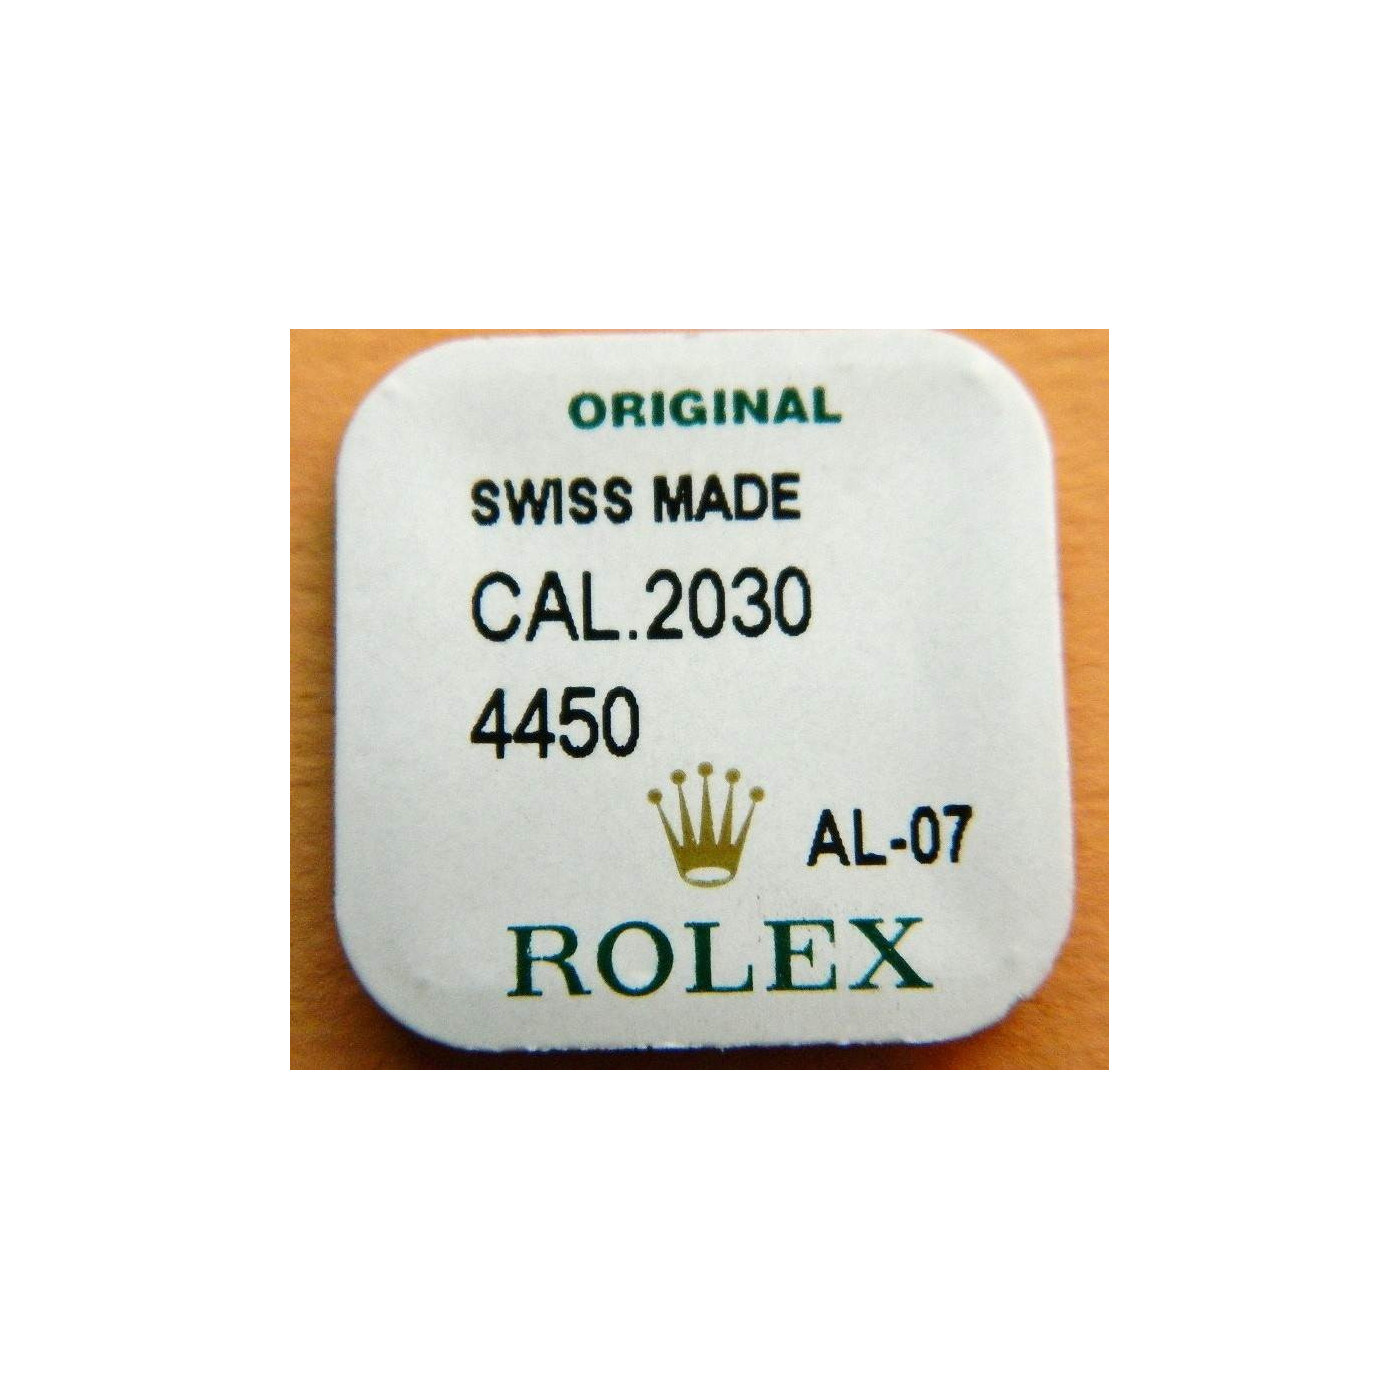 ORIGINAL
SWISS MADE
CAL.2030
4450
AL-07
ROLEX